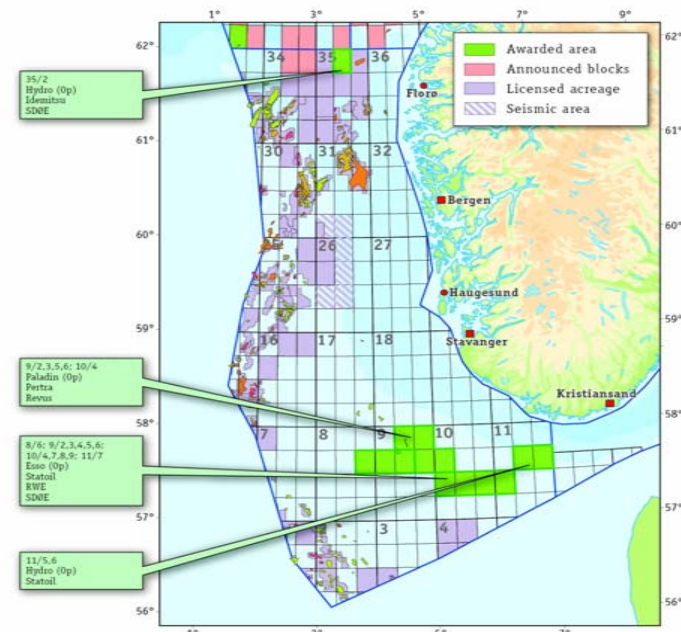 1° 3° 5° 7° 9°
62° 62°
Awarded area
Announced blocks
Licensed acreage
Seismic area
34 35 36
35/2
Hydro (0p)
Idemitsu
SDØE
Florø
61° 61°
30 31 32
Bergen
60° 60°
25 26 27
Haugesund
59° 59°
16 17 18
Stavanger
9/2,3,5,6; 10/4
Paladin (0p)
Pertra
Revus
Kristiansand
58° 58°
7 8 9 10 11
8/6; 9/2,3,4,5,6;
10/4,7,8,9; 11/7
Esso (0p)
Statoil
RWE
SDØE
57° 57°
2 3 4
11/5,6
Hydro (0p)
Statoil
56° 56°